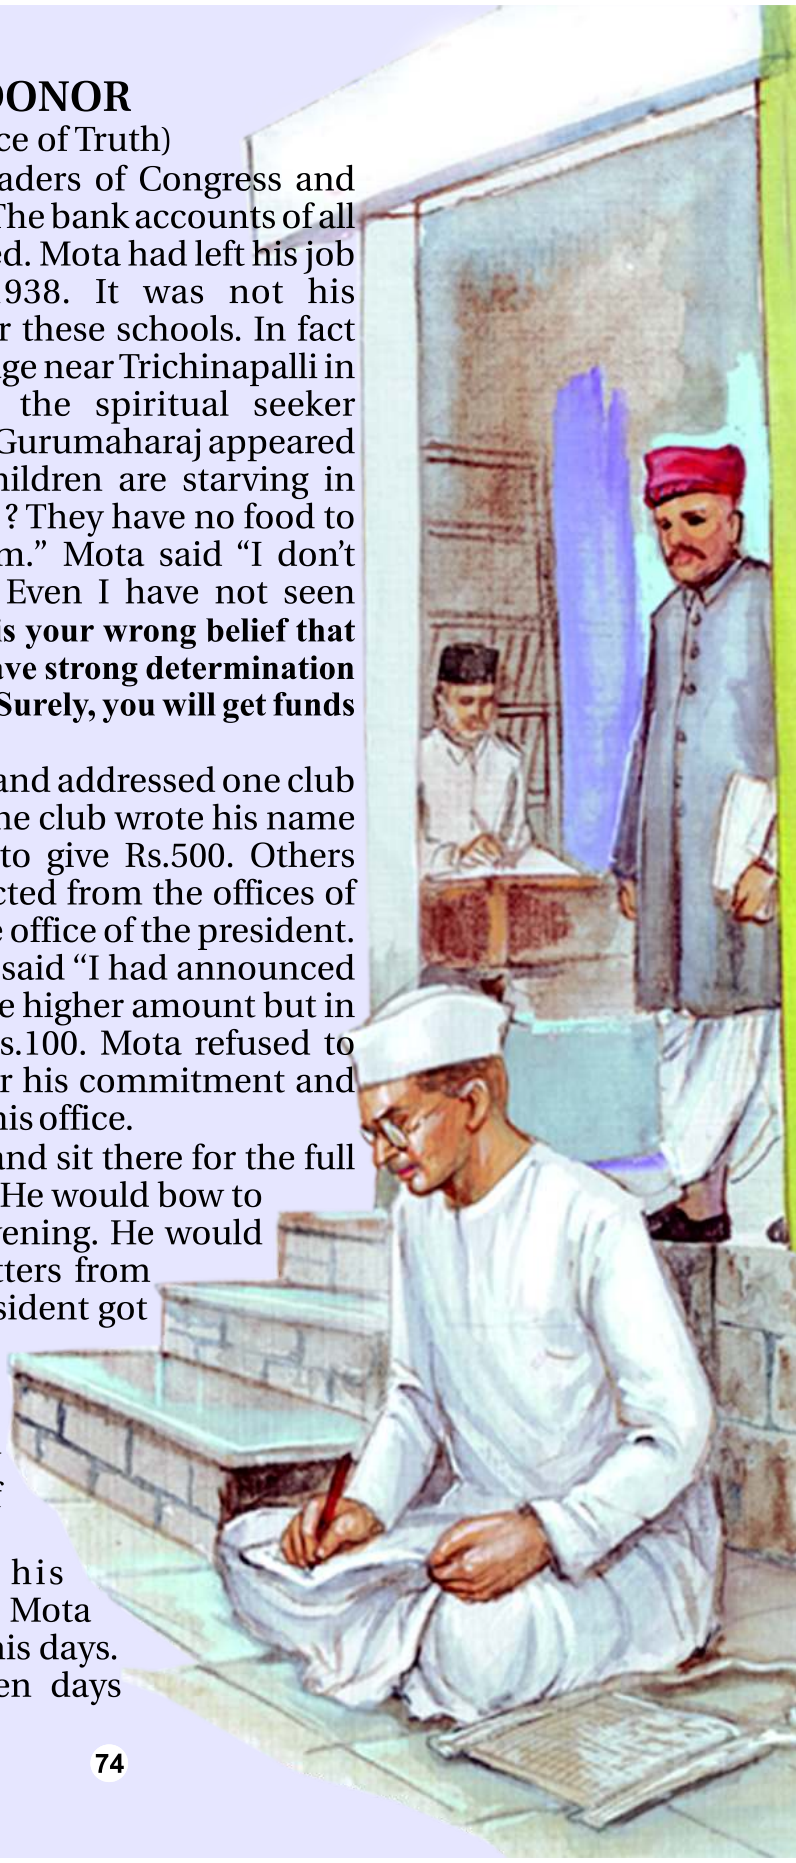 DONOR
ce of Truth)
aders of Congress and
The bank accounts of all
ed. Mota had left his job
1938. It was not his
r these schools. In fact
ge near Trichinapalli in
the spiritual seeker
Gurumaharaj appeared
hildren are starving in
? They have no food to
m.” Mota said “I don’t
Even I have not seen
is your wrong belief that
ave strong determination
Surely, you will get funds
and addressed one club
he club wrote his name
to give Rs.500. Others
cted from the offices of
e office of the president.
said “I had announced
e higher amount but in
s.100. Mota refused to
r his commitment and
his office.
and sit there for the full
He would bow to
vening. He would
tters from
sident got
f
his
Mota
his days.
en days
74